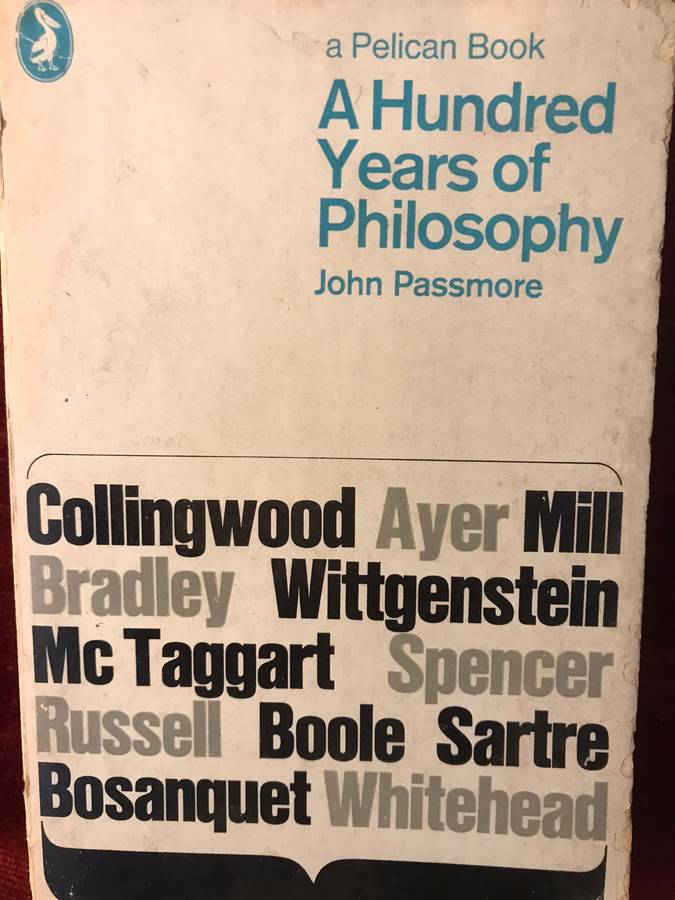 a Pelican Book
A Hundred
Years of
Philosophy
John Passmore
Collingwood Ayer Mill
Bradley Wittgenstein
Mc Taggart Spencer
Russell Boole Sartre
Bosanquet Whitehead